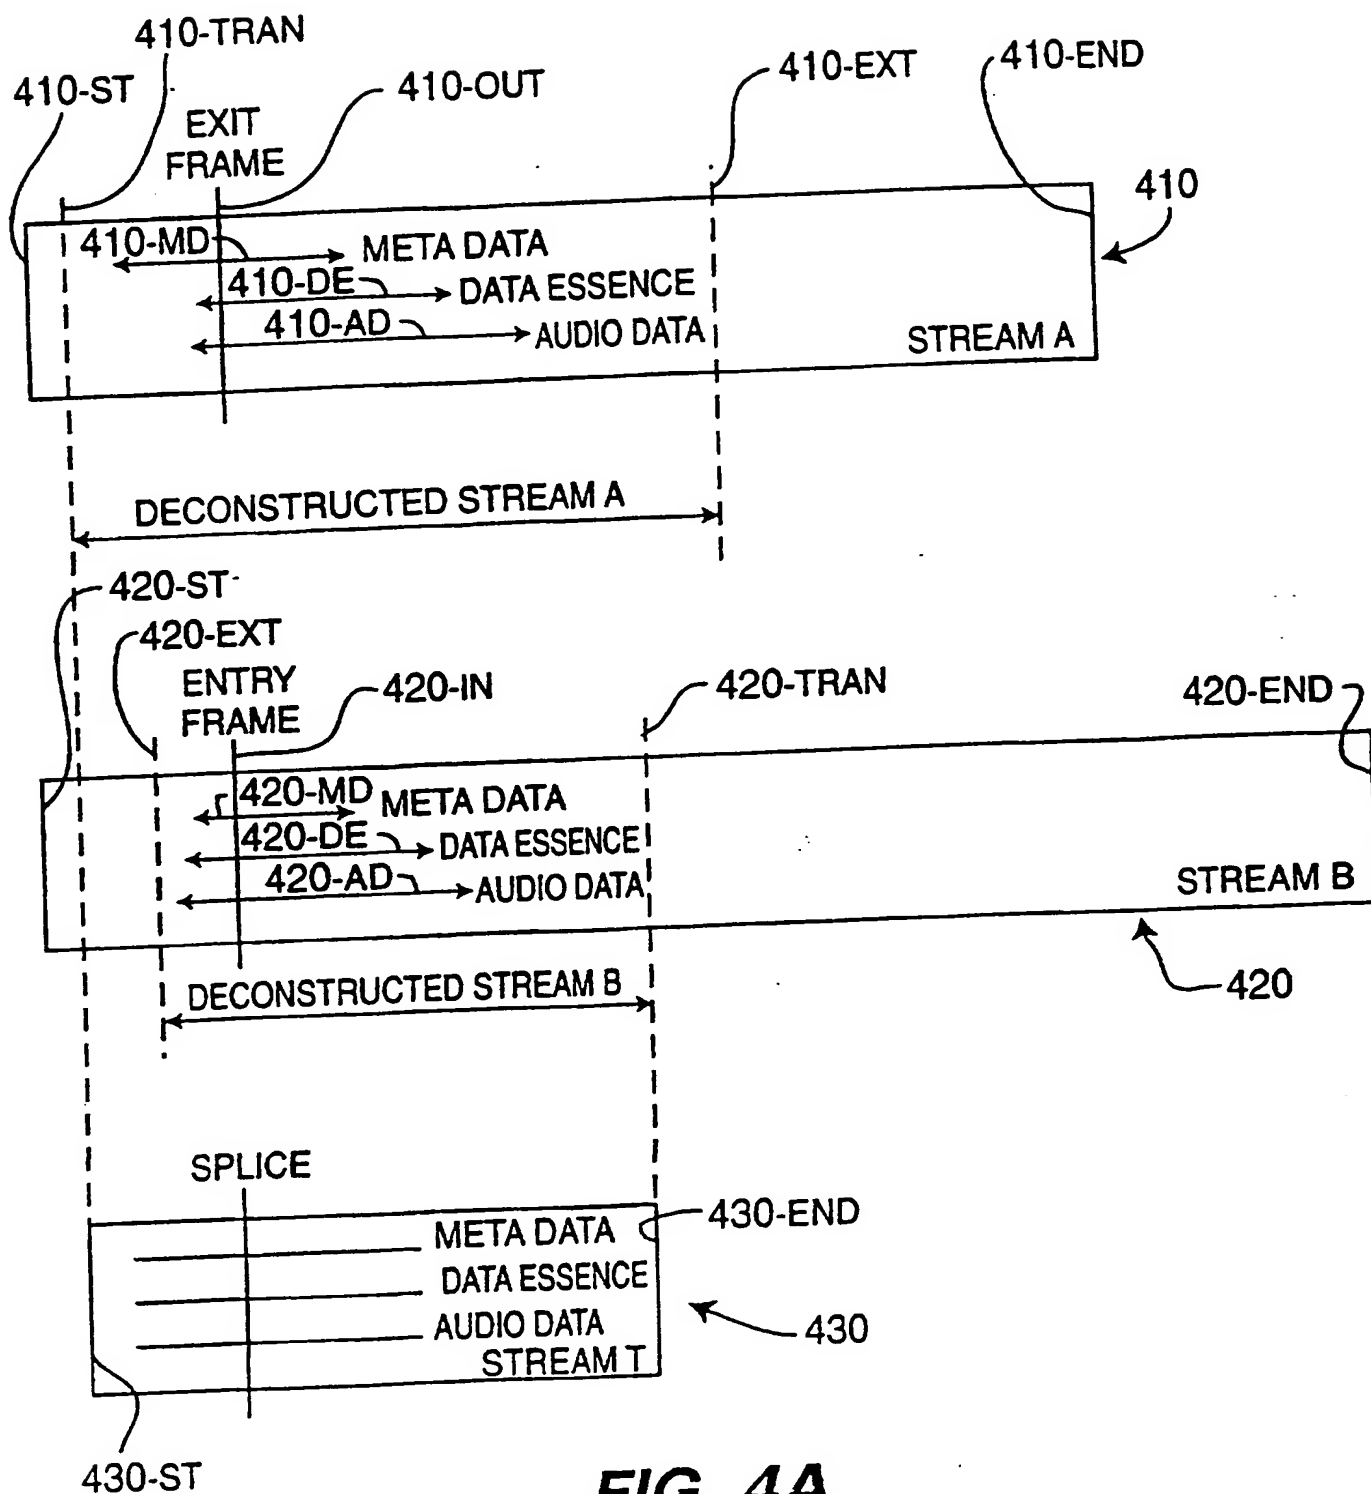 410-TRAN
410-ST
410-OUT
410-EXT
410-END
EXIT
FRAME
410
410-MD
META DATA
410-DE
DATA ESSENCE
410-AD
AUDIO DATA
STREAM A
DECONSTRUCTED STREAM A
420-ST
420-EXT
ENTRY
FRAME
420-IN
420-TRAN
420-END
420-MD
META DATA
420-DE
DATA ESSENCE
420-AD
AUDIO DATA
STREAM B
DECONSTRUCTED STREAM B
420
SPLICE
META DATA
430-END
DATA ESSENCE
AUDIO DATA
430
STREAM T
430-ST
FIG. 4A